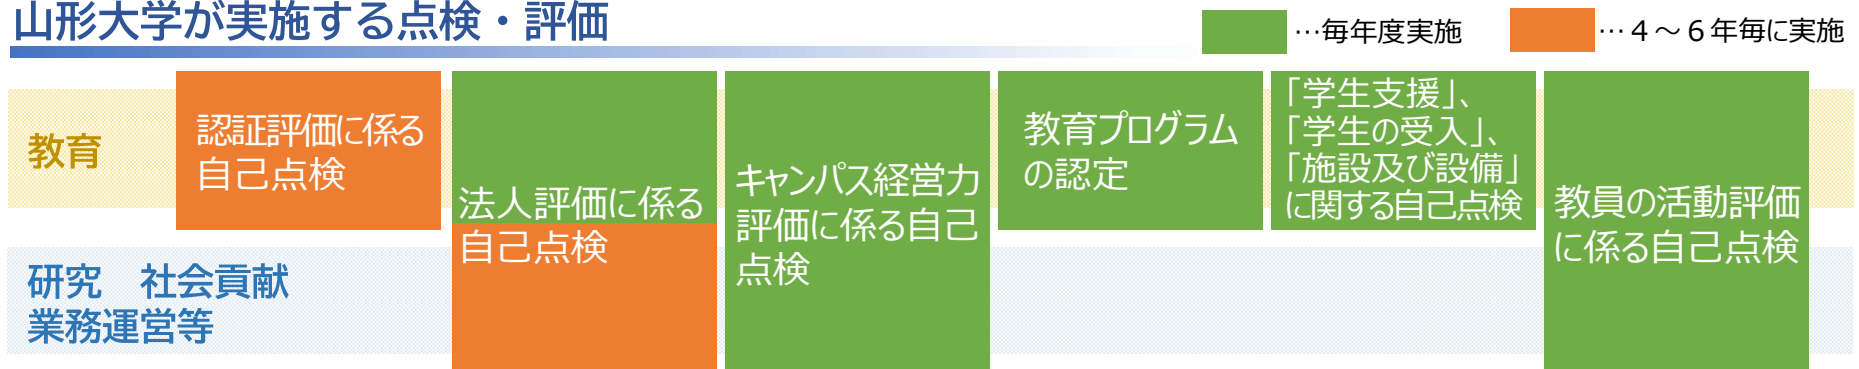 山形大学が実施する点検・評価
…毎年度実施
…４～６年毎に実施
教育
認証評価に係る
自己点検
法人評価に係る
自己点検
キャンパス経営力
評価に係る自己
点検
教育プログラム
の認定
「学生支援」、
「学生の受入」、
「施設及び設備」
に関する自己点検
教員の活動評価
に係る自己点検
研究　社会貢献
業務運営等